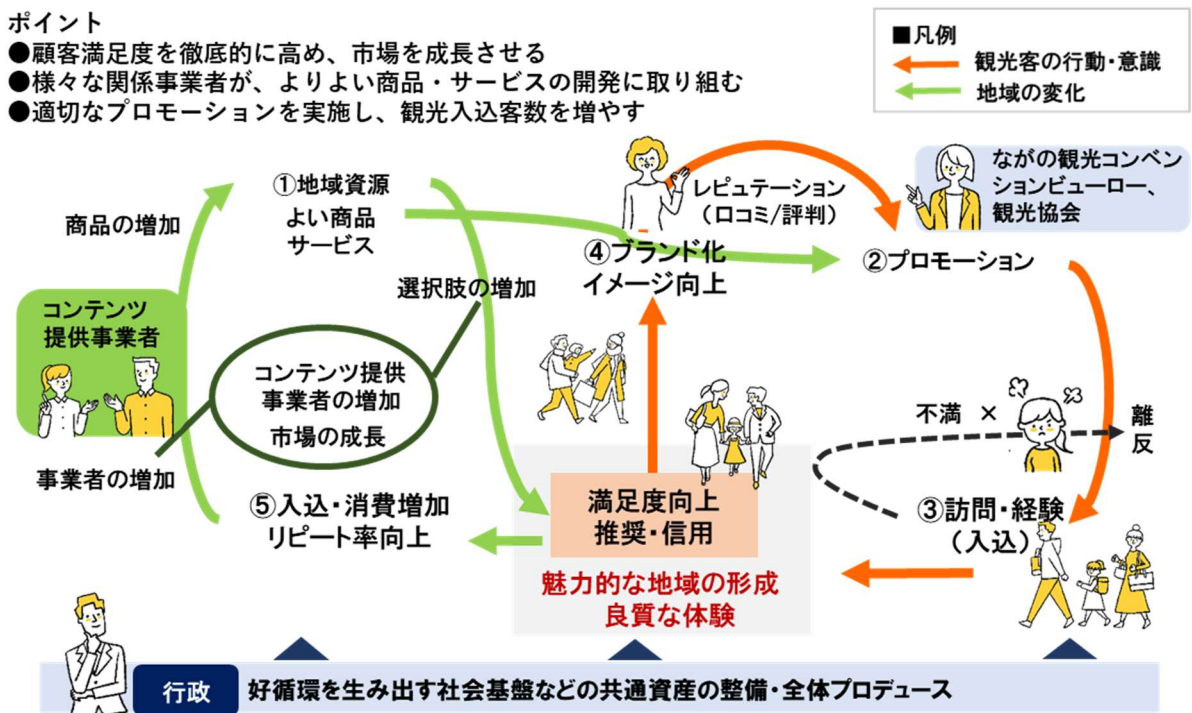 ポイント
●顧客満足度を徹底的に高め、市場を成長させる
●様々な関係事業者が、よりよい商品・サービスの開発に取り組む
●適切なプロモーションを実施し、観光入込客数を増やす
■凡例
観光客の行動・意識
地域の変化
①地域資源
よい商品
サービス
商品の増加
レピュテーション
（口コミ/評判）
ながの観光コンベン
ションビューロー、
観光協会
④ブランド化
イメージ向上
②プロモーション
選択肢の増加
コンテンツ
提供事業者
コンテンツ提供
事業者の増加
市場の成長
事業者の増加
不満 ×
離
反
⑤入込・消費増加
リピート率向上
満足度向上
推奨・信用
魅力的な地域の形成
良質な体験
③訪問・経験
（入込）
行政
好循環を生み出す社会基盤などの共通資産の整備・全体プロデュース